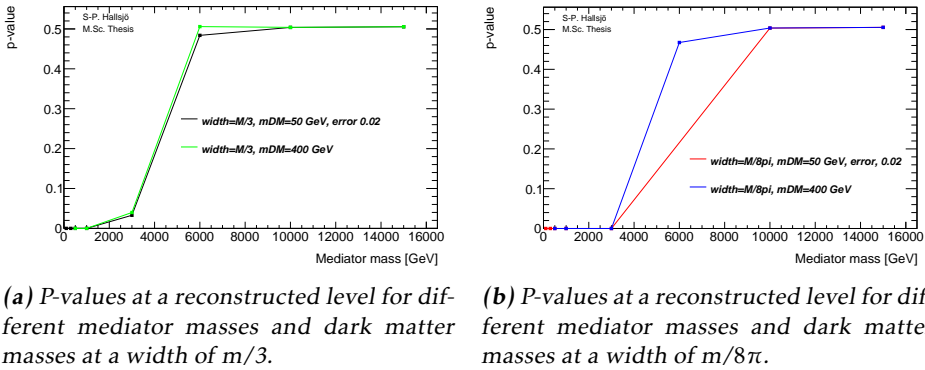 p-value
S-P. Hallsjö
M.Sc. Thesis
0.5
0.4
0.3
0.2
0.1
0
width=M/3, mDM=50 GeV, error 0.02
width=M/3, mDM=400 GeV
0 2000 4000 6000 8000 10000 12000 14000 16000
Mediator mass [GeV]
(a) P-values at a reconstructed level for dif-
ferent mediator masses and dark matter
masses at a width of m/3.
p-value
S-P. Hallsjö
M.Sc. Thesis
0.5
0.4
0.3
0.2
0.1
0
width=M/8pi, mDM=50 GeV, error, 0.02
width=M/8pi, mDM=400 GeV
0 2000 4000 6000 8000 10000 12000 14000 16000
Mediator mass [GeV]
(b) P-values at a reconstructed level for dif
ferent mediator masses and dark matte
masses at a width of m/8π.